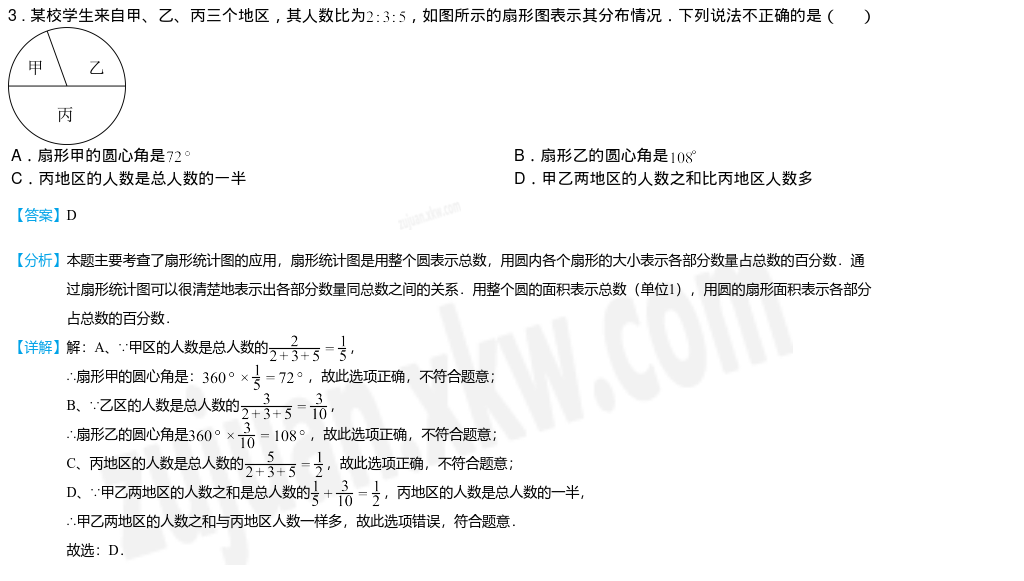 3．某校学生来自甲、乙、丙三个地区，其人数比为2:3:5，如图所示的扇形图表示其分布情况．下列说法不正确的是（　　）
甲
乙
丙
A．扇形甲的圆心角是72°
B．扇形乙的圆心角是108°
C．丙地区的人数是总人数的一半
D．甲乙两地区的人数之和比丙地区人数多
【答案】D
【分析】本题主要考查了扇形统计图的应用，扇形统计图是用整个圆表示总数，用圆内各个扇形的大小表示各部分数量占总数的百分数．通
过扇形统计图可以很清楚地表示出各部分数量同总数之间的关系．用整个圆的面积表示总数（单位1），用圆的扇形面积表示各部分
占总数的百分数．
【详解】解：A、∵甲区的人数是总人数的2/(2+3+5)=1/5，
∴扇形甲的圆心角是：360°×1/5=72°，故此选项正确，不符合题意；
B、∵乙区的人数是总人数的3/(2+3+5)=3/10，
∴扇形乙的圆心角是360°×3/10=108°，故此选项正确，不符合题意；
C、丙地区的人数是总人数的5/(2+3+5)=1/2，故此选项正确，不符合题意；
D、∵甲乙两地区的人数之和是总人数的1/5+3/10=1/2，丙地区的人数是总人数的一半，
∴甲乙两地区的人数之和与丙地区人数一样多，故此选项错误，符合题意．
故选：D．
zujuan.xkw.com
zujuan.xkw.com